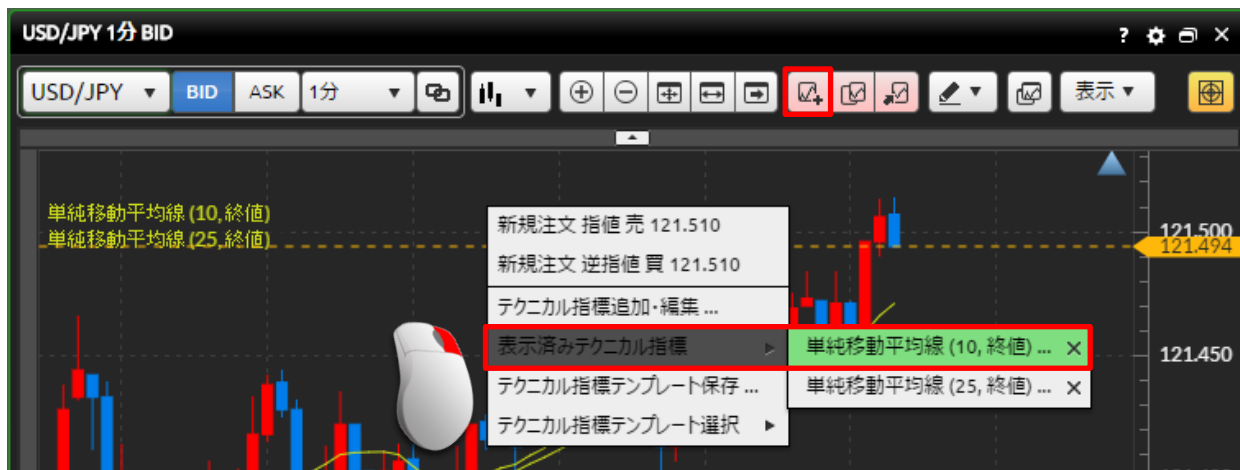 USD/JPY 1分 BID
USD/JPY BID ASK 1分 表示
単純移動平均線 (10, 終値)
単純移動平均線 (25, 終値)
新規注文 指値 売 121.510
新規注文 逆指値 買 121.510
テクニカル指標追加・編集 ...
表示済みテクニカル指標
単純移動平均線 (10, 終値) ...
テクニカル指標テンプレート保存 ...
単純移動平均線 (25, 終値) ...
テクニカル指標テンプレート選択
121.500
121.494
121.450